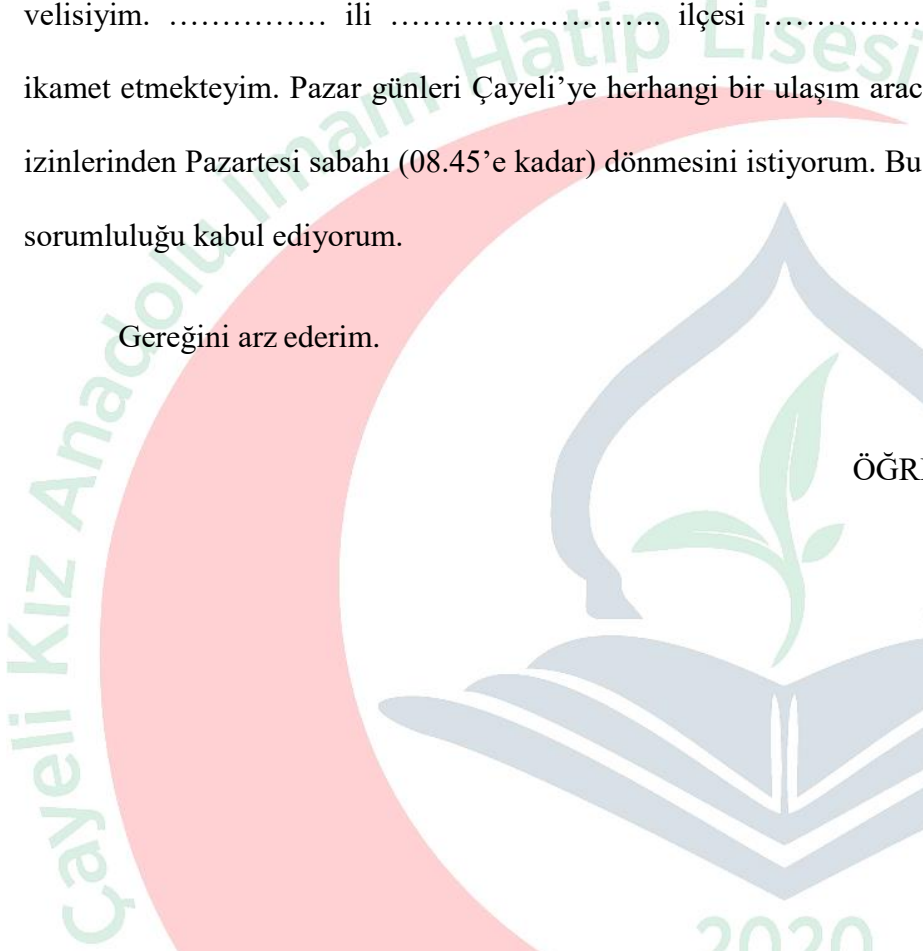 velisiyim. …………… ili …………………….. ilçesi ……………
ikamet etmekteyim. Pazar günleri Çayeli’ye herhangi bir ulaşım arac
izinlerinden Pazartesi sabahı (08.45’e kadar) dönmesini istiyorum. Bu
sorumluluğu kabul ediyorum.
Gereğini arz ederim.
ÖĞR
Çayeli Kız Anadolu İmam Hatip Lisesi
2020